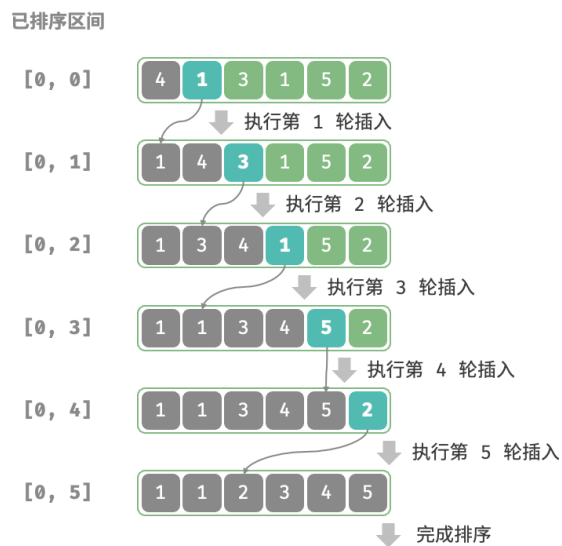 已排序区间
[0, 0] 4 1 3 1 5 2
执行第 1 轮插入
[0, 1] 1 4 3 1 5 2
执行第 2 轮插入
[0, 2] 1 3 4 1 5 2
执行第 3 轮插入
[0, 3] 1 1 3 4 5 2
执行第 4 轮插入
[0, 4] 1 1 3 4 5 2
执行第 5 轮插入
[0, 5] 1 1 2 3 4 5
完成排序